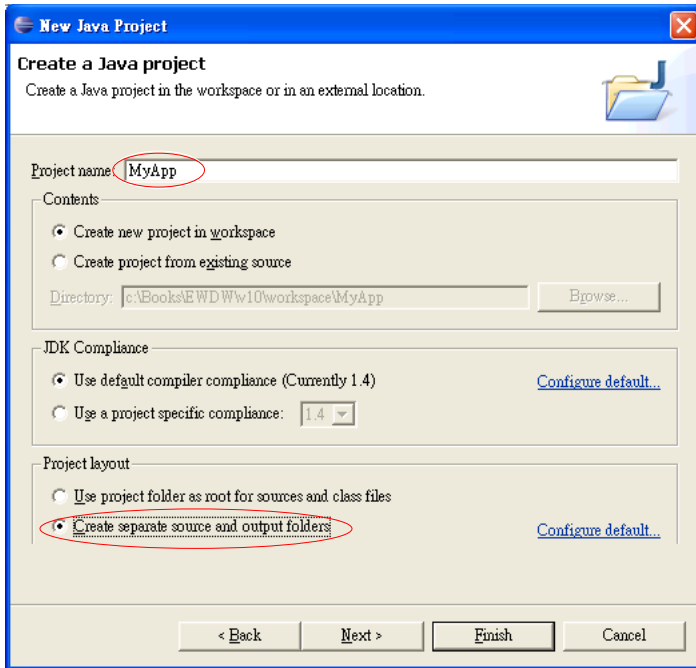 New Java Project
Create a Java project
Create a Java project in the workspace or in an external location.
Project name: MyApp
Contents
Create new project in workspace
Create project from existing source
Directory: c:\Books\EWDWw10\workspace\MyApp Browse...
JDK Compliance
Use default compiler compliance (Currently 1.4) Configure default...
Use a project specific compliance: 1.4
Project layout
Use project folder as root for sources and class files
Create separate source and output folders Configure default...
< Back Next > Finish Cancel